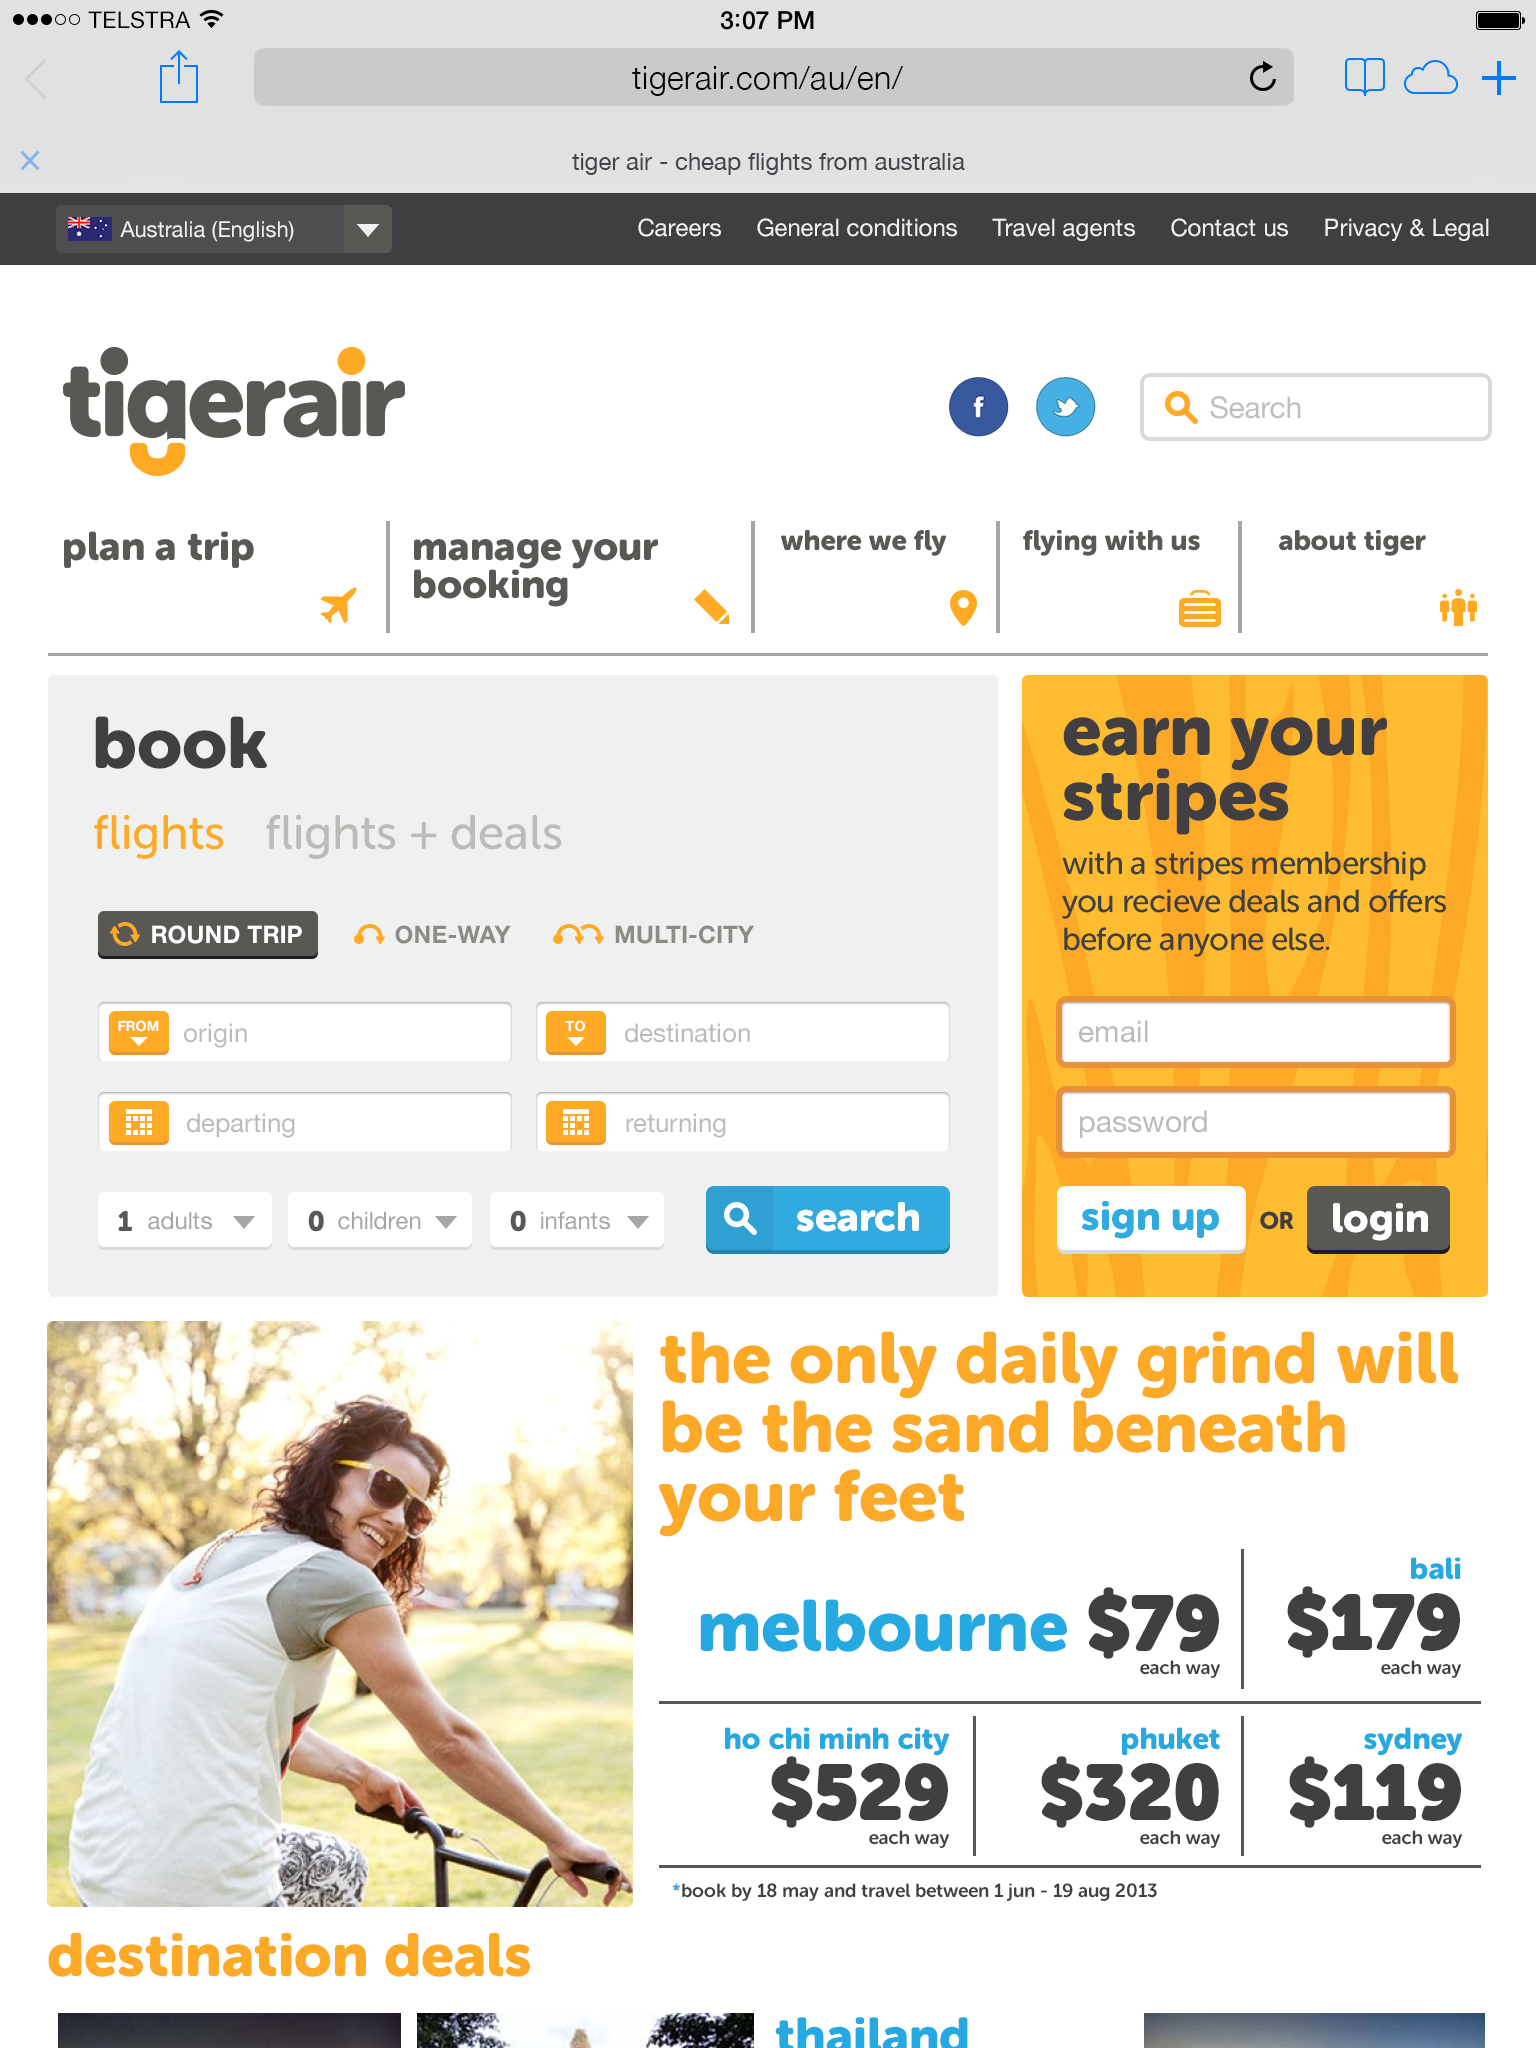 TELSTRA
3:07 PM
tigerair.com/au/en/
tiger air - cheap flights from australia
Australia (English)
Careers
General conditions
Travel agents
Contact us
Privacy & Legal
tigerair
f
Search
plan a trip
manage your
booking
where we fly
flying with us
about tiger
book
flights
flights + deals
ROUND TRIP
ONE-WAY
MULTI-CITY
FROM
origin
TO
destination
departing
returning
1 adults
0 children
0 infants
search
earn your
stripes
with a stripes membership
you recieve deals and offers
before anyone else.
email
password
sign up
OR
login
the only daily grind will
be the sand beneath
your feet
melbourne $79
each way
bali
$179
each way
ho chi minh city
$529
each way
phuket
$320
each way
sydney
$119
each way
*book by 18 may and travel between 1 jun - 19 aug 2013
destination deals
thailand